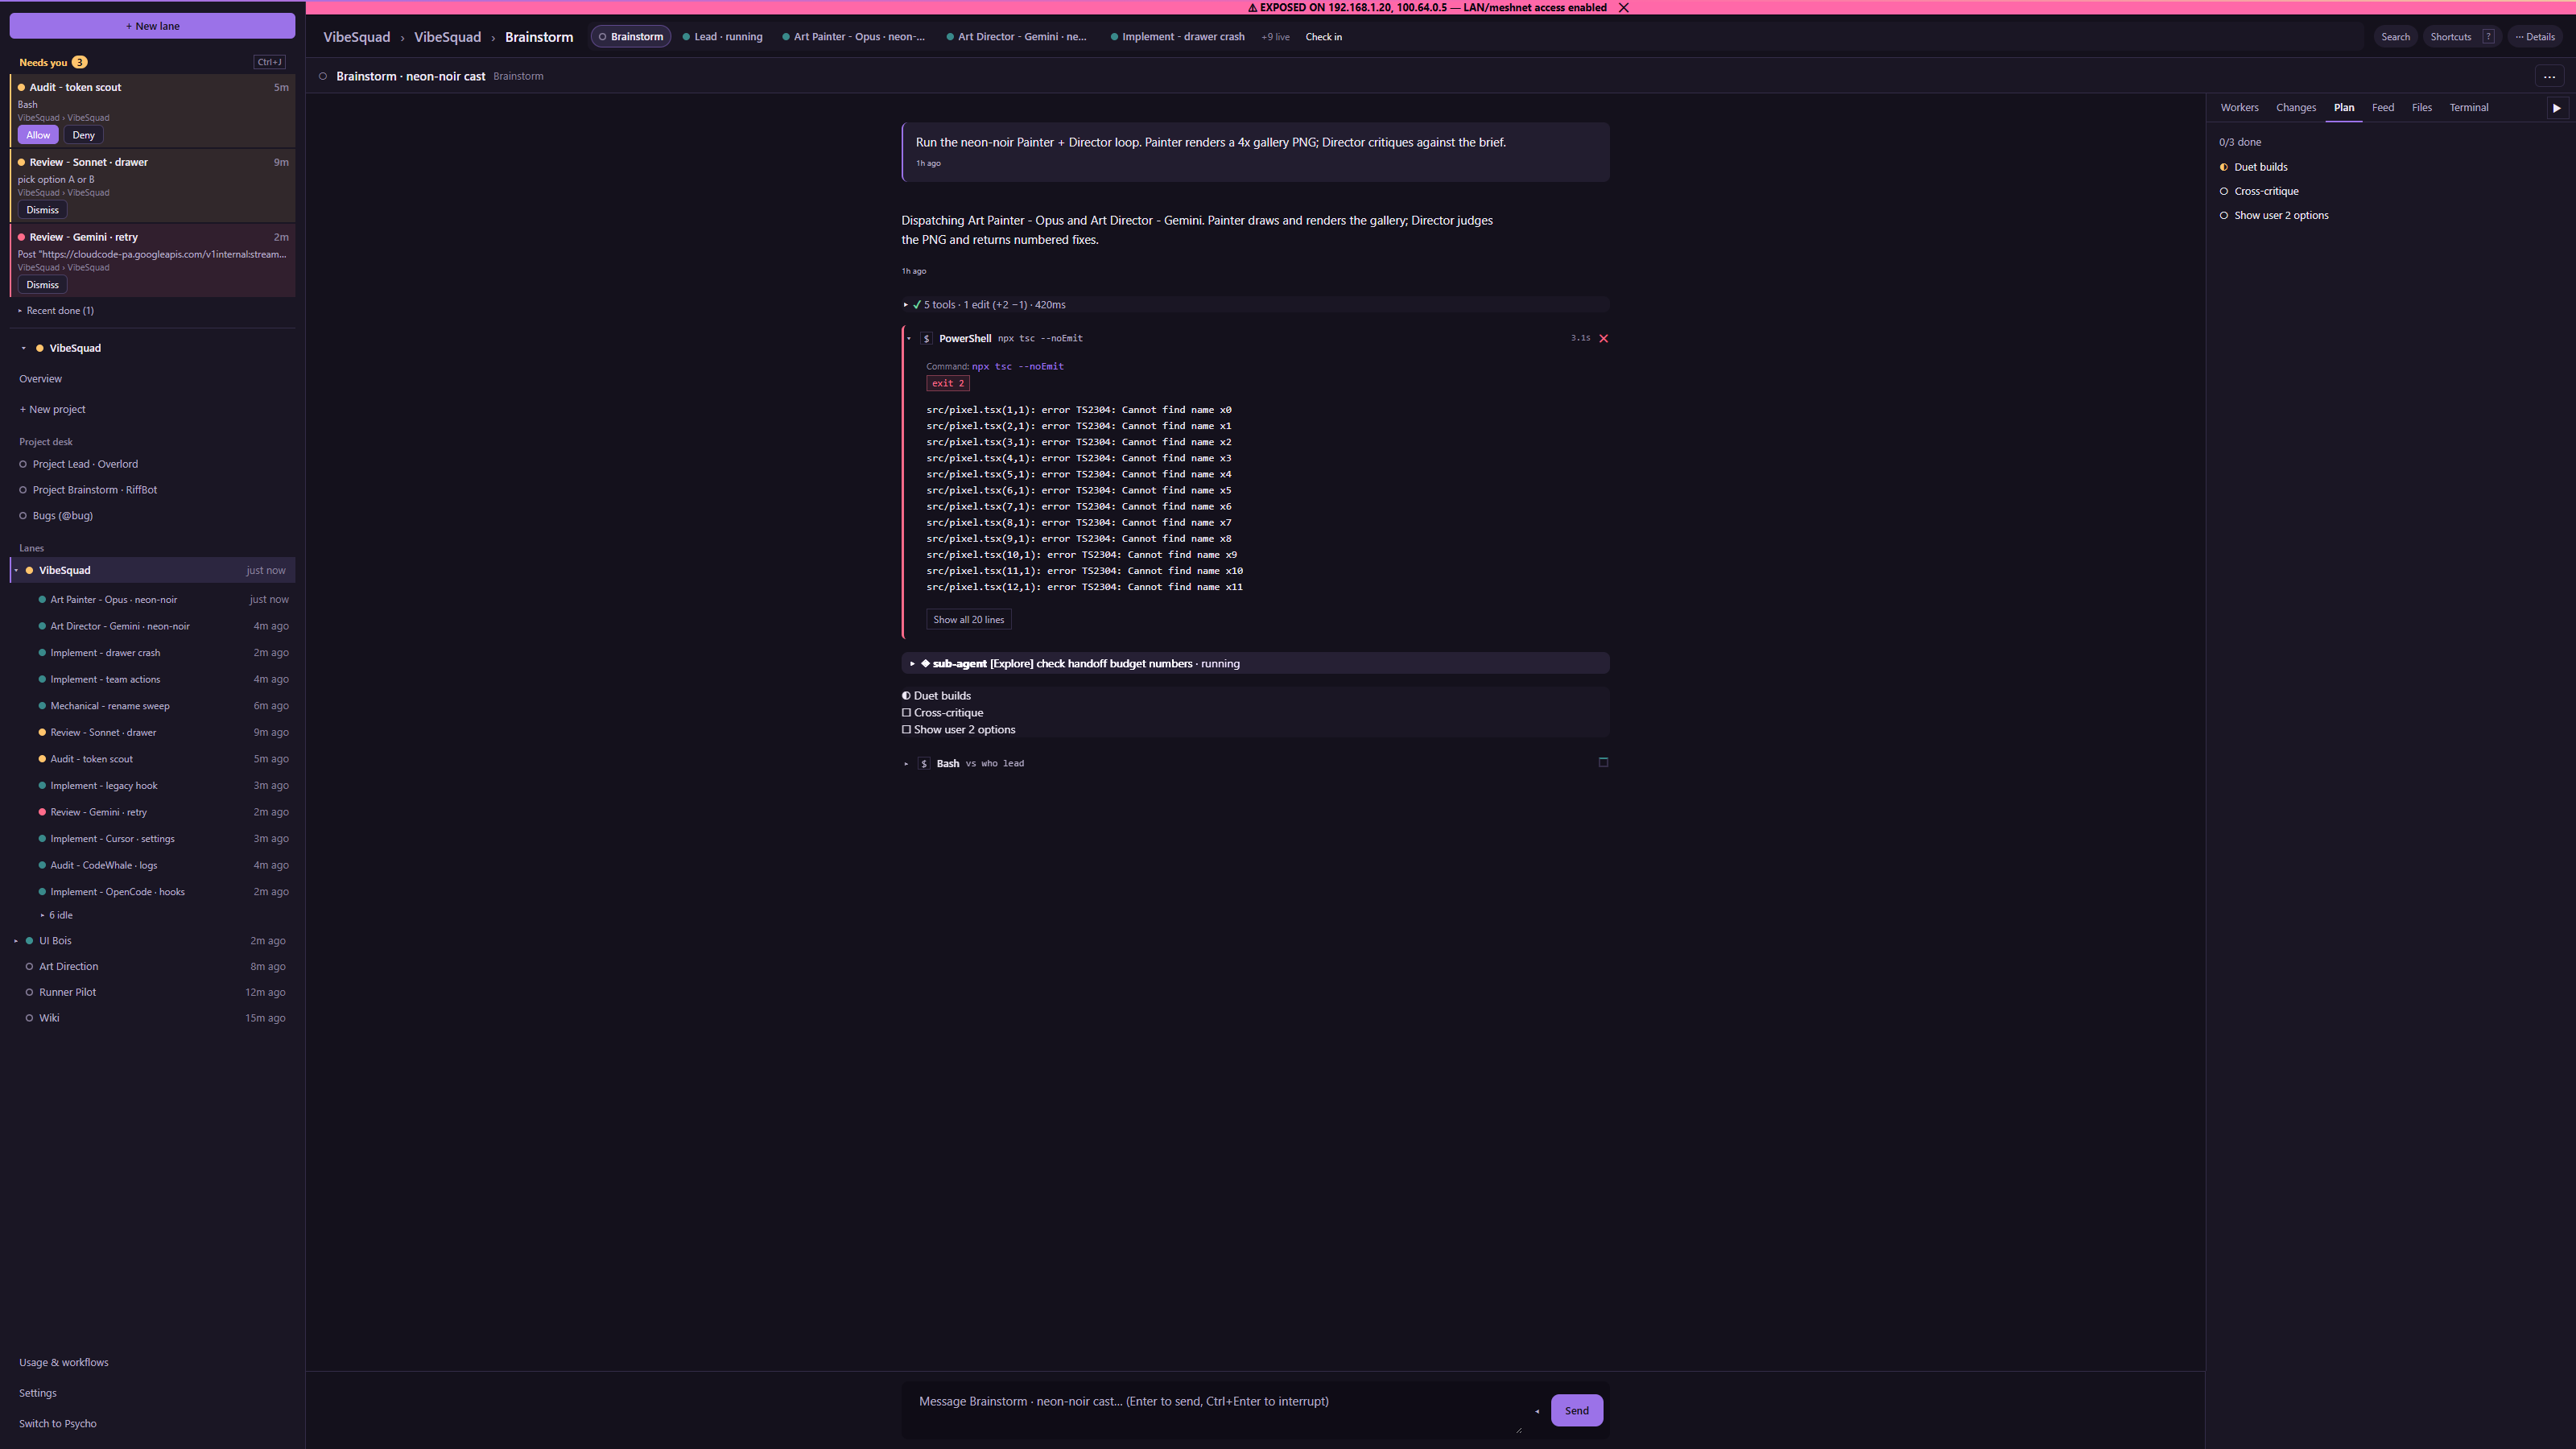 ⚠ EXPOSED ON 192.168.1.20, 100.64.0.5 — LAN/meshnet access enabled
+ New lane
Needs you 3 Ctrl+J
Audit - token scout 5m
Bash
VibeSquad › VibeSquad
Allow Deny
Review - Sonnet · drawer 9m
pick option A or B
VibeSquad › VibeSquad
Dismiss
Review - Gemini · retry 2m
Post "https://cloudcode-pa.googleapis.com/v1internal:stream...
VibeSquad › VibeSquad
Dismiss
Recent done (1)
VibeSquad
Overview
+ New project
Project desk
Project Lead · Overlord
Project Brainstorm · RiffBot
Bugs (@bug)
Lanes
VibeSquad just now
Art Painter - Opus · neon-noir just now
Art Director - Gemini · neon-noir 4m ago
Implement - drawer crash 2m ago
Implement - team actions 4m ago
Mechanical - rename sweep 6m ago
Review - Sonnet · drawer 9m ago
Audit - token scout 5m ago
Implement - legacy hook 3m ago
Review - Gemini · retry 2m ago
Implement - Cursor · settings 3m ago
Audit - CodeWhale · logs 4m ago
Implement - OpenCode · hooks 2m ago
6 idle
UI Bois 2m ago
Art Direction 8m ago
Runner Pilot 12m ago
Wiki 15m ago
Usage & workflows
Settings
Switch to Psycho
VibeSquad › VibeSquad › Brainstorm
Brainstorm Lead · running Art Painter - Opus · neon-... Art Director - Gemini · ne... Implement - drawer crash +9 live Check in
Search Shortcuts ? ··· Details
Brainstorm · neon-noir cast Brainstorm ...
Run the neon-noir Painter + Director loop. Painter renders a 4x gallery PNG; Director critiques against the brief.
1h ago
Dispatching Art Painter - Opus and Art Director - Gemini. Painter draws and renders the gallery; Director judges
the PNG and returns numbered fixes.
1h ago
✓ 5 tools · 1 edit (+2 −1) · 420ms
$ PowerShell npx tsc --noEmit 3.1s
Command: npx tsc --noEmit
exit 2
src/pixel.tsx(1,1): error TS2304: Cannot find name x0
src/pixel.tsx(2,1): error TS2304: Cannot find name x1
src/pixel.tsx(3,1): error TS2304: Cannot find name x2
src/pixel.tsx(4,1): error TS2304: Cannot find name x3
src/pixel.tsx(5,1): error TS2304: Cannot find name x4
src/pixel.tsx(6,1): error TS2304: Cannot find name x5
src/pixel.tsx(7,1): error TS2304: Cannot find name x6
src/pixel.tsx(8,1): error TS2304: Cannot find name x7
src/pixel.tsx(9,1): error TS2304: Cannot find name x8
src/pixel.tsx(10,1): error TS2304: Cannot find name x9
src/pixel.tsx(11,1): error TS2304: Cannot find name x10
src/pixel.tsx(12,1): error TS2304: Cannot find name x11
Show all 20 lines
◆ sub-agent [Explore] check handoff budget numbers · running
◐ Duet builds
☐ Cross-critique
☐ Show user 2 options
$ Bash vs who lead
Message Brainstorm · neon-noir cast... (Enter to send, Ctrl+Enter to interrupt)
Send
Workers Changes Plan Feed Files Terminal
0/3 done
Duet builds
Cross-critique
Show user 2 options